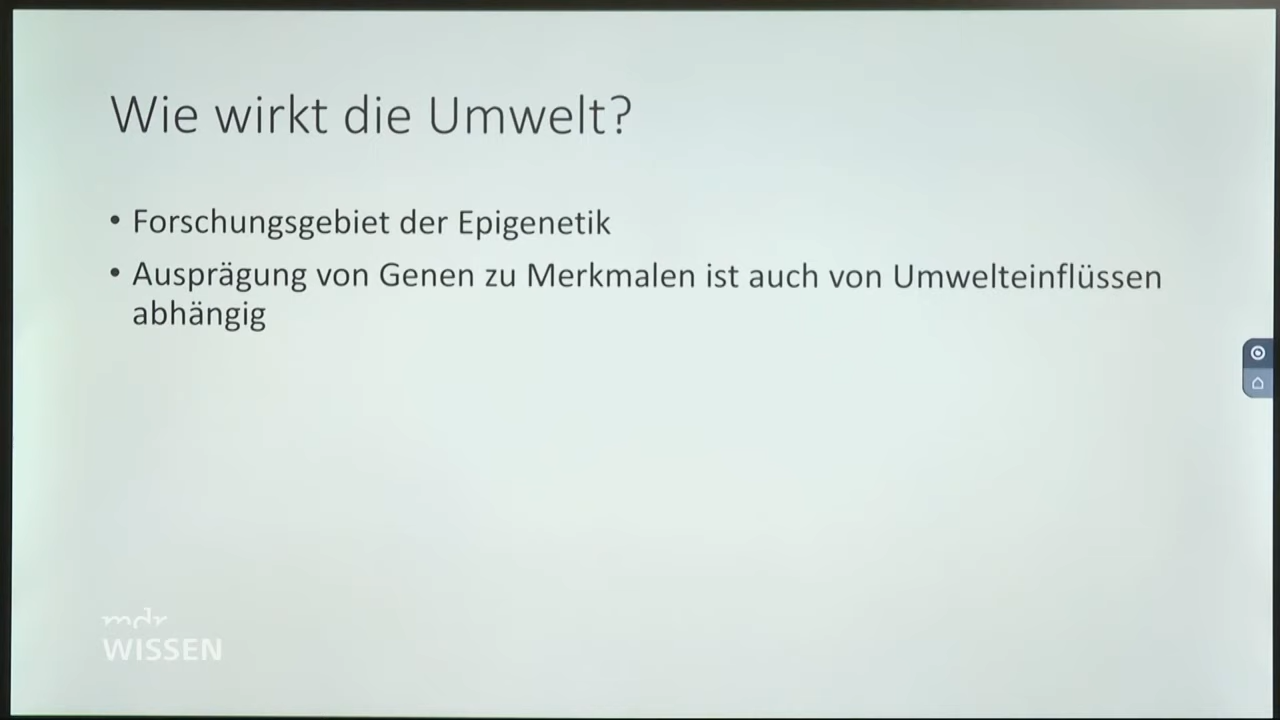 Wie wirkt die Umwelt?
• Forschungsgebiet der Epigenetik
• Ausprägung von Genen zu Merkmalen ist auch von Umwelteinflüssen
abhängig
mdr
WISSEN